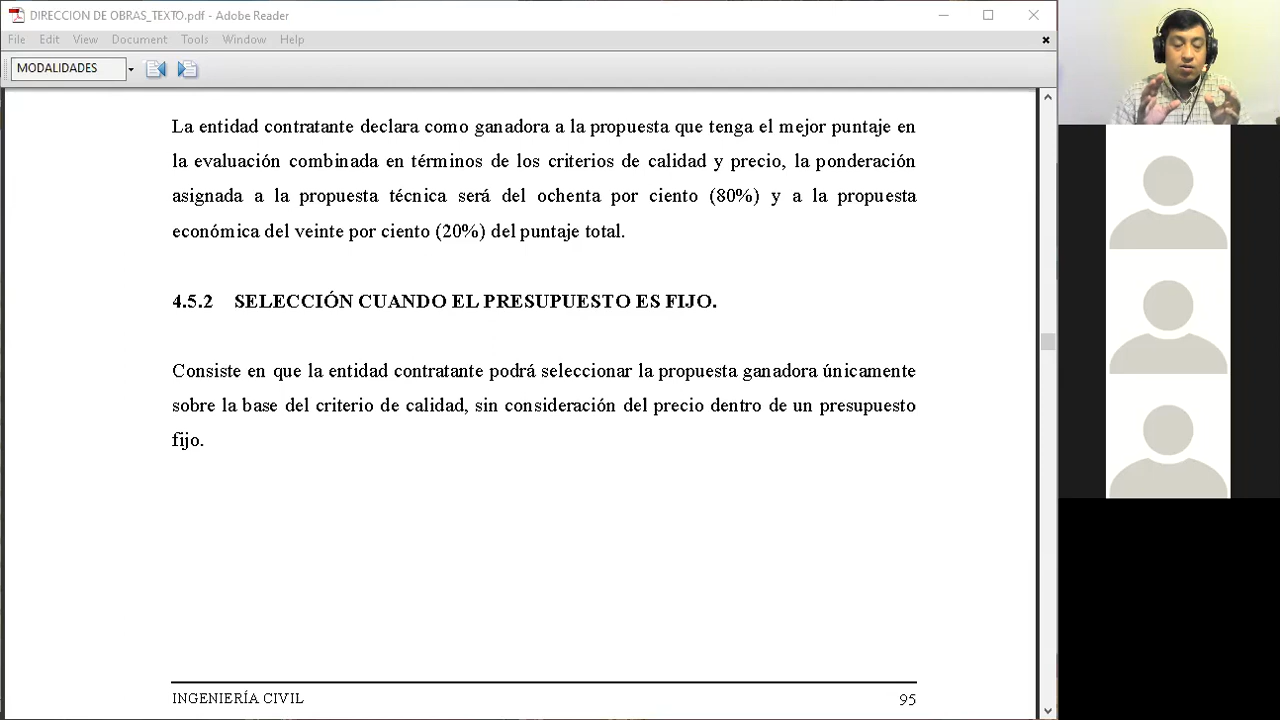 DIRECCION DE OBRAS_TEXTO.pdf - Adobe Reader
File Edit View Document Tools Window Help
MODALIDADES
La entidad contratante declara como ganadora a la propuesta que tenga el mejor puntaje en
la evaluación combinada en términos de los criterios de calidad y precio, la ponderación
asignada a la propuesta técnica será del ochenta por ciento (80%) y a la propuesta
económica del veinte por ciento (20%) del puntaje total.
4.5.2 SELECCIÓN CUANDO EL PRESUPUESTO ES FIJO.
Consiste en que la entidad contratante podrá seleccionar la propuesta ganadora únicamente
sobre la base del criterio de calidad, sin consideración del precio dentro de un presupuesto
fijo.
INGENIERÍA CIVIL 95